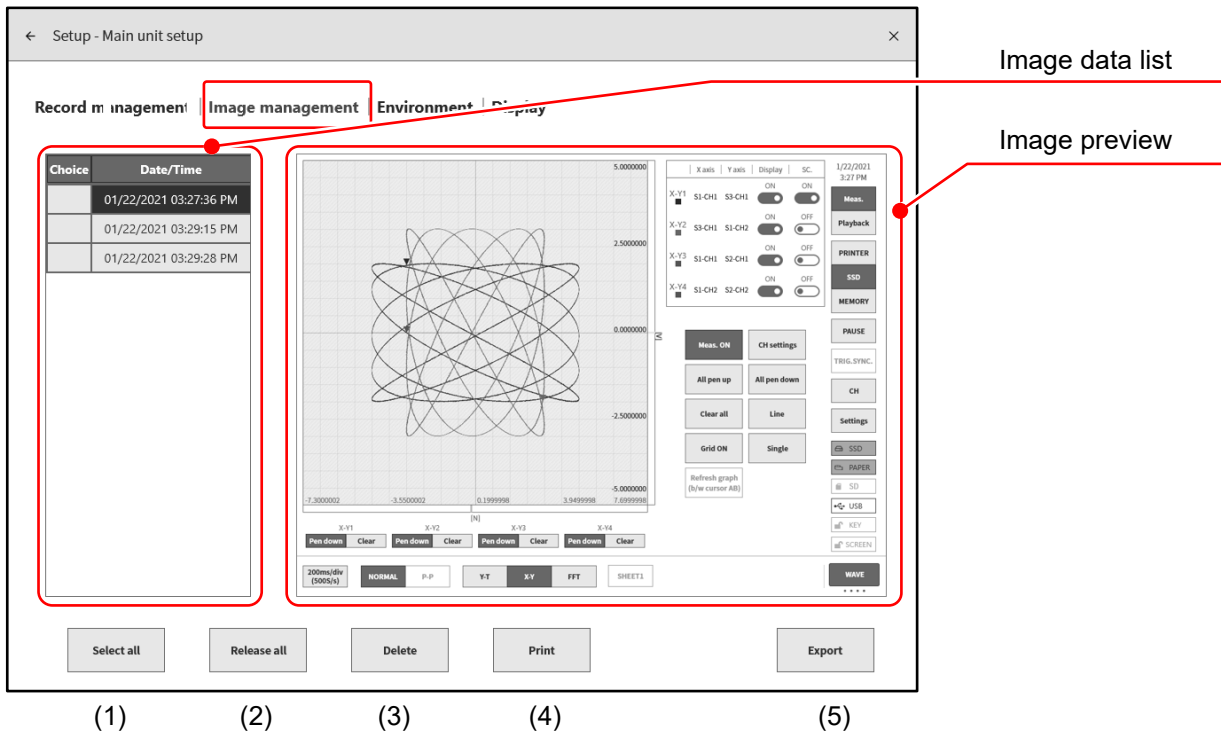 ← Setup - Main unit setup ×
Image data list
Record management | Image management | Environment | Display
Image preview
Choice Date/Time
01/22/2021 03:27:36 PM
01/22/2021 03:29:15 PM
01/22/2021 03:29:28 PM
5.0000000
2.5000000
0.0000000
-2.5000000
-5.0000000
[V]
-7.3000002 -3.5500002 0.1999998 3.9499998 7.6999998
[N]
X-Y1 X-Y2 X-Y3 X-Y4
Pen down Clear Pen down Clear Pen down Clear Pen down Clear
X axis Y axis Display SC.
ON ON
X-Y1 S1-CH1 S3-CH1
ON OFF
X-Y2 S3-CH1 S1-CH2
ON OFF
X-Y3 S1-CH1 S2-CH1
ON OFF
X-Y4 S1-CH2 S2-CH2
Meas. ON CH settings
All pen up All pen down
Clear all Line
Grid ON Single
Refresh graph
(b/w cursor AB)
1/22/2021
3:27 PM
Meas.
Playback
PRINTER
SSD
MEMORY
PAUSE
TRIG.SYNC.
CH
Settings
SSD
PAPER
SD
USB
KEY
SCREEN
200ms/div
(500S/s)
NORMAL P-P Y-T X-Y FFT SHEET1 WAVE
Select all Release all Delete Print Export
(1) (2) (3) (4) (5)